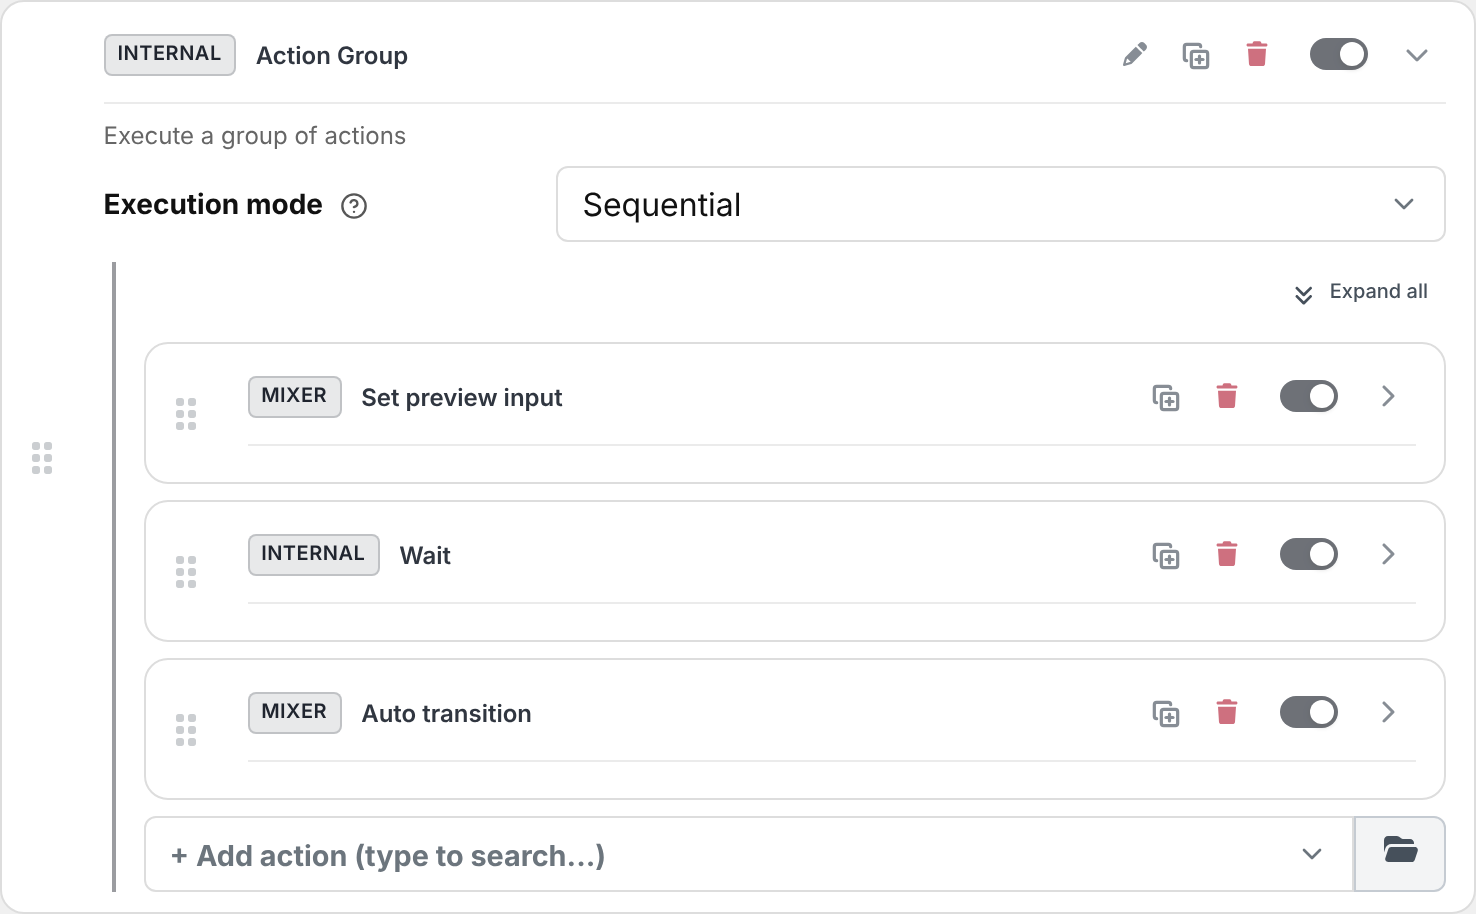 INTERNAL Action Group
Execute a group of actions
Execution mode
Sequential
Expand all
MIXER Set preview input
INTERNAL Wait
MIXER Auto transition
+ Add action (type to search...)